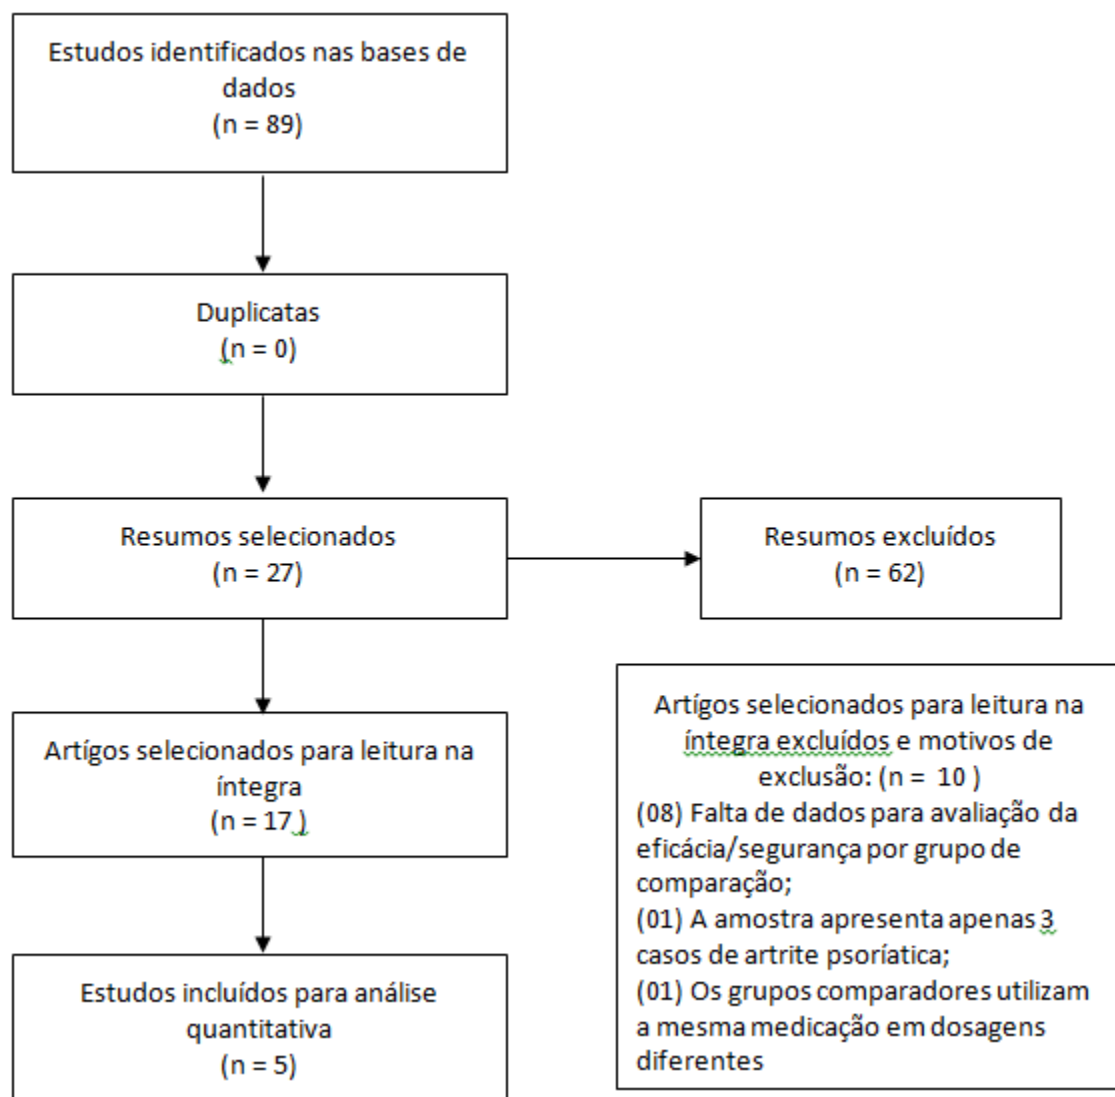 Estudos identificados nas bases de
dados
(n = 89)
Duplicatas
(n = 0)
Resumos selecionados
(n = 27)
Resumos excluídos
(n = 62)
Artígos selecionados para leitura na
íntegra
(n = 17 )
Artígos selecionados para leitura na
íntegra excluídos e motivos de
exclusão: (n = 10 )
(08) Falta de dados para avaliação da
eficácia/segurança por grupo de
comparação;
(01) A amostra apresenta apenas 3
casos de artrite psoríatica;
(01) Os grupos comparadores utilizam
a mesma medicação em dosagens
diferentes
Estudos incluídos para análise
quantitativa
(n = 5)